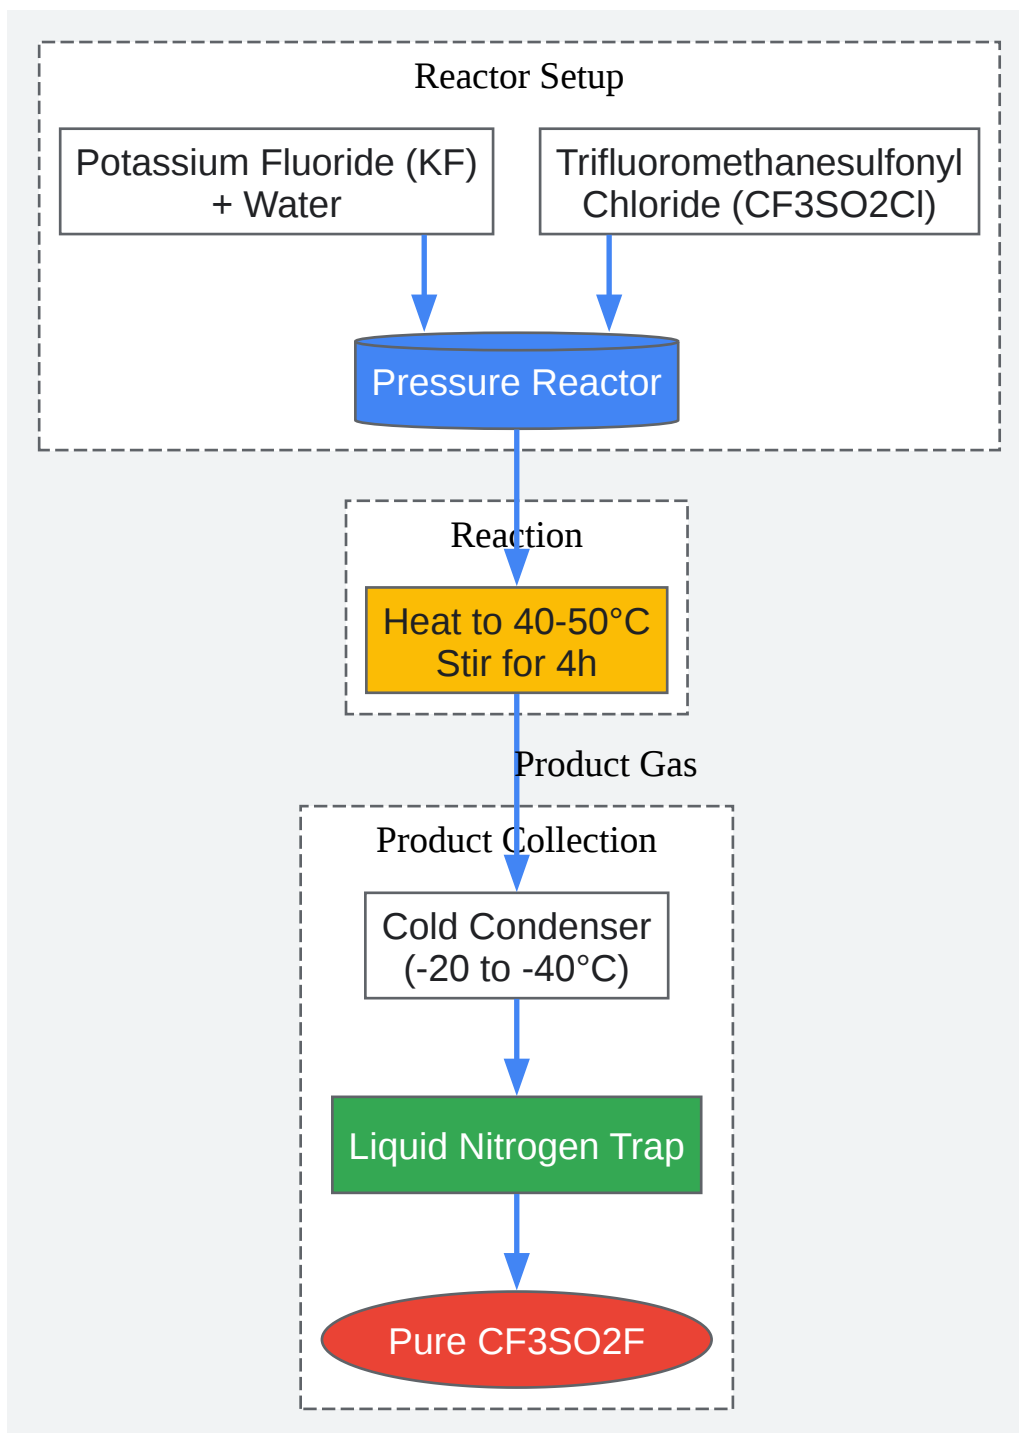 Reactor Setup
Potassium Fluoride (KF)
+ Water
Trifluoromethanesulfonyl
Chloride (CF3SO2Cl)
Pressure Reactor
Reaction
Heat to 40-50°C
Stir for 4h
Product Gas
Product Collection
Cold Condenser
(-20 to -40°C)
Liquid Nitrogen Trap
Pure CF3SO2F